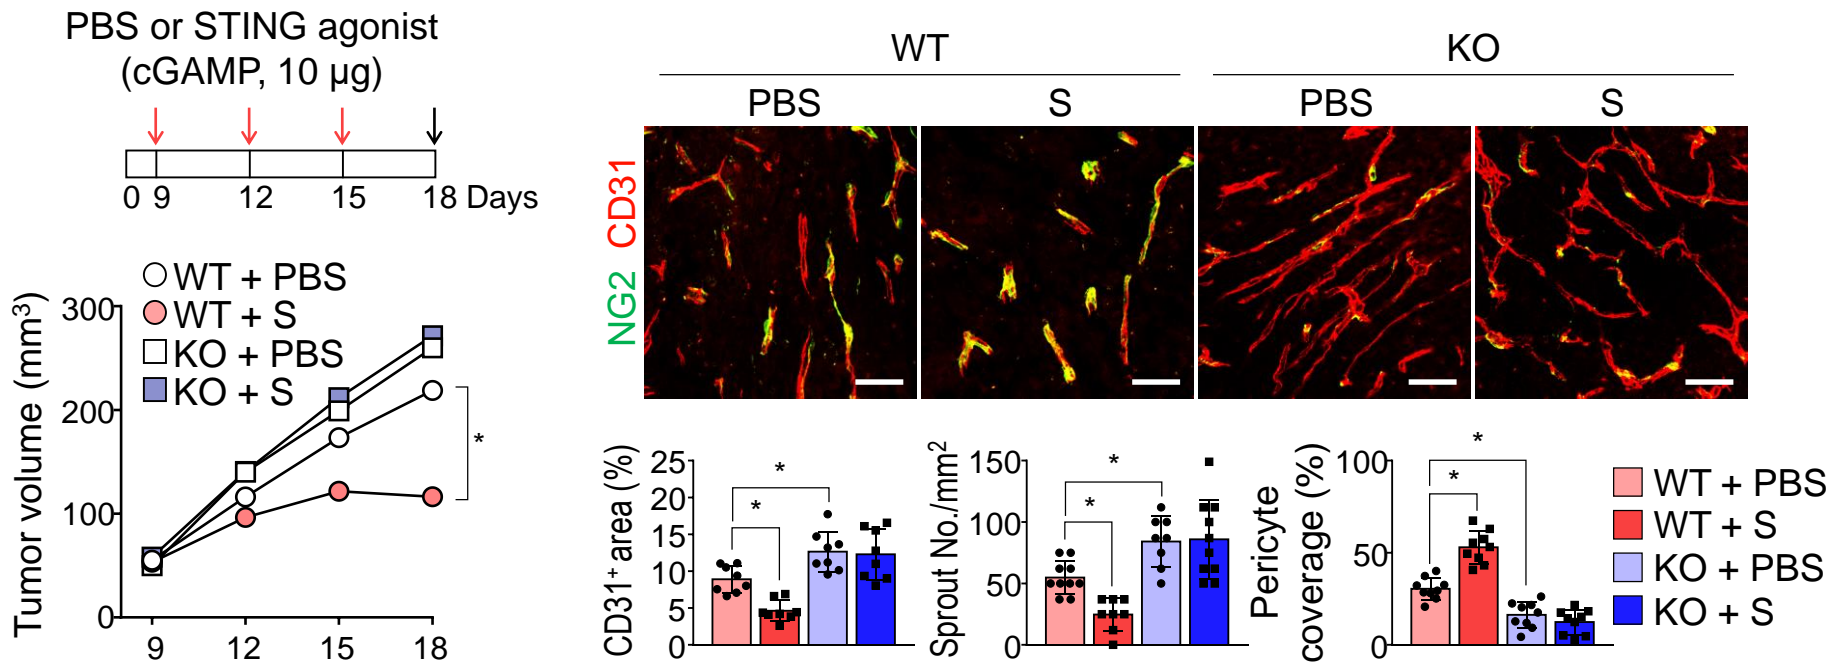 PBS or STING agonist
(cGAMP, 10 µg)
0 9 12 15 18 Days
WT + PBS
WT + S
KO + PBS
KO + S
Tumor volume (mm³)
300
200
100
0
9 12 15 18
*
WT KO
PBS S PBS S
NG2 CD31
CD31⁺ area (%)
25
20
15
10
5
0
*
*
Sprout No./mm²
150
100
50
0
*
*
Pericyte
coverage (%)
100
50
0
*
*
WT + PBS
WT + S
KO + PBS
KO + S